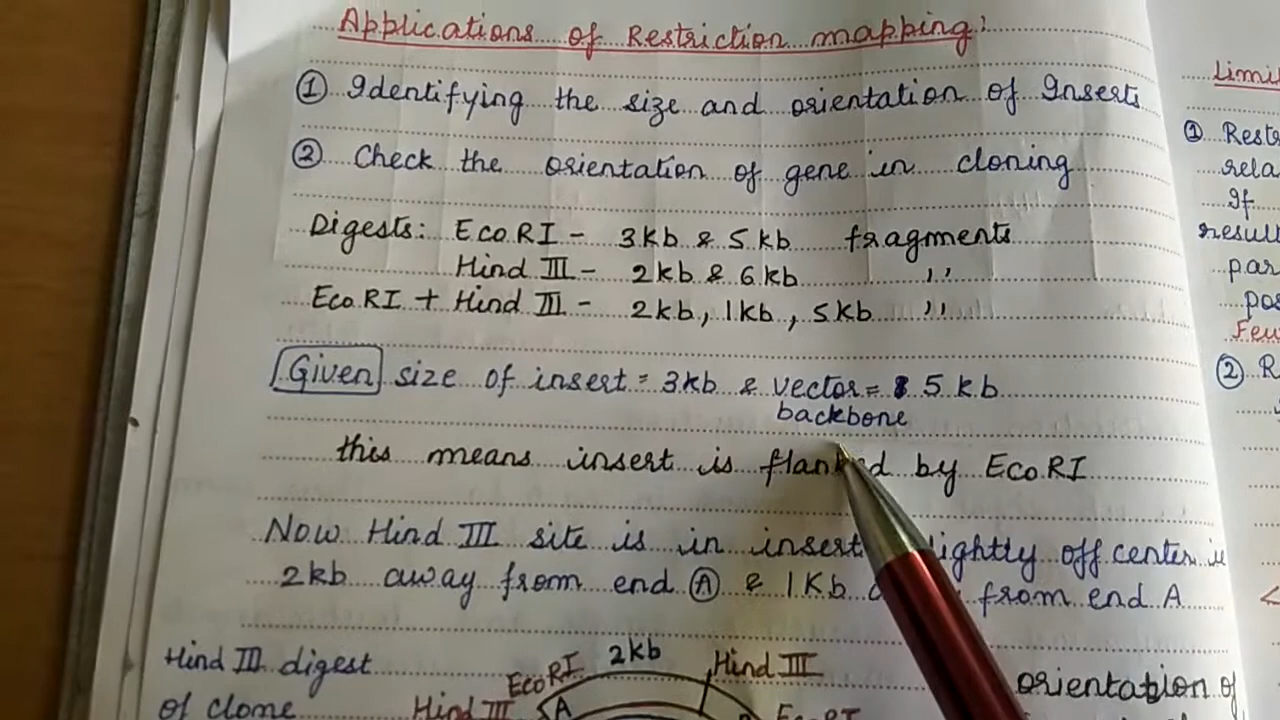 Applications of Restriction mapping:
① Identifying the size and orientation of Inserts
② Check the orientation of gene in cloning
Digests: EcoRI - 3kb & 5kb fragments
Hind III - 2kb & 6kb ,,
EcoRI + Hind III - 2kb, 1kb, 5kb ,,
Given size of insert = 3kb & vector = 5 kb
backbone
this means insert is flanked by EcoRI
Now Hind III site is in insert slightly off center ie
2kb away from end Ⓐ & 1Kb from end A
Hind III digest
of clone
EcoRI 2kb Hind III
Hind III A EcoRI
orientation of
Limi
① Rest
rela
If
result
par
pos
Few
② R